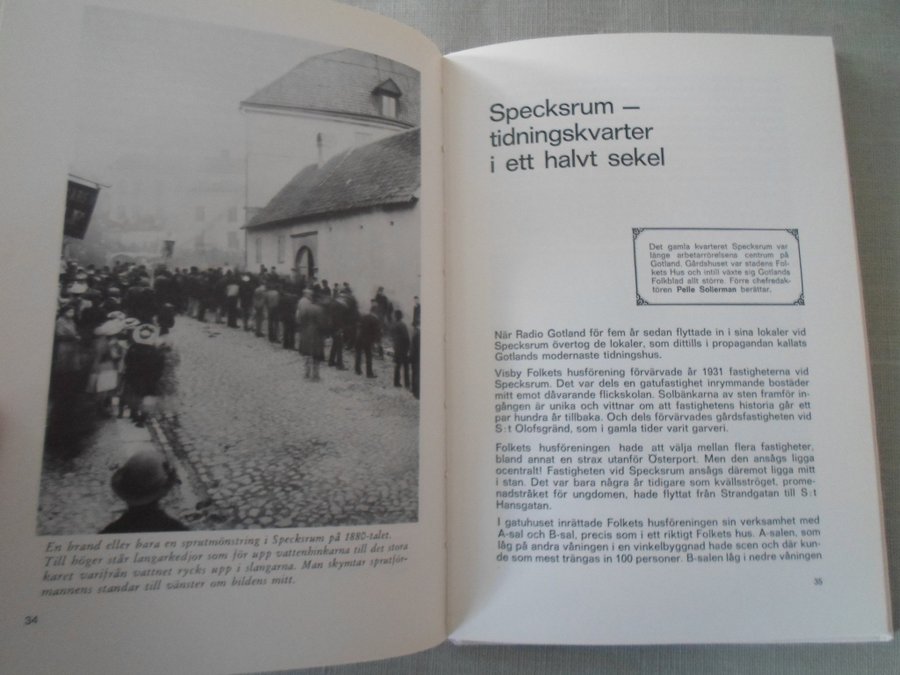 En brand eller bara en sprutmönstring i Specksrum på 1880-talet.
Till höger står langarkedjor som för upp vattenhinkarna till det stora
karet varifrån vattnet rycks upp i slangarna. Man skymtar sprutför-
mannens standar till vänster om bildens mitt.
34
Specksrum –
tidningskvarter
i ett halvt sekel
Det gamla kvarteret Specksrum var
länge arbetarrörelsens centrum på
Gotland. Gårdshuset var stadens Fol-
kets Hus och intill växte sig Gotlands
Folkblad allt större. Förre chefredak-
tören Pelle Sollerman berättar.
När Radio Gotland för fem år sedan flyttade in i sina lokaler vid
Specksrum övertog de lokaler, som dittills i propagandan kallats
Gotlands modernaste tidningshus.
Visby Folkets husförening förvärvade år 1931 fastigheterna vid
Specksrum. Det var dels en gatufastighet inrymmande bostäder
mitt emot dåvarande flickskolan. Solbänkarna av sten framför in-
gången är unika och vittnar om att fastighetens historia går ett
par hundra år tillbaka. Och dels förvärvades gårdsfastigheten vid
S:t Olofsgränd, som i gamla tider varit garveri.
Folkets husföreningen hade att välja mellan flera fastigheter,
bland annat en strax utanför Österport. Men den ansågs ligga
ocentralt! Fastigheten vid Specksrum ansågs däremot ligga mitt
i stan. Det var bara några år tidigare som kvällsströget, prome-
nadstråket för ungdomen, hade flyttat från Strandgatan till S:t
Hansgatan.
I gatuhuset inrättade Folkets husföreningen sin verksamhet med
A-sal och B-sal, precis som i ett riktigt Folkets hus. A-salen, som
låg på andra våningen i en vinkelbyggnad hade scen och där kun-
de som mest trängas in 100 personer. B-salen låg i nedre våningen
35